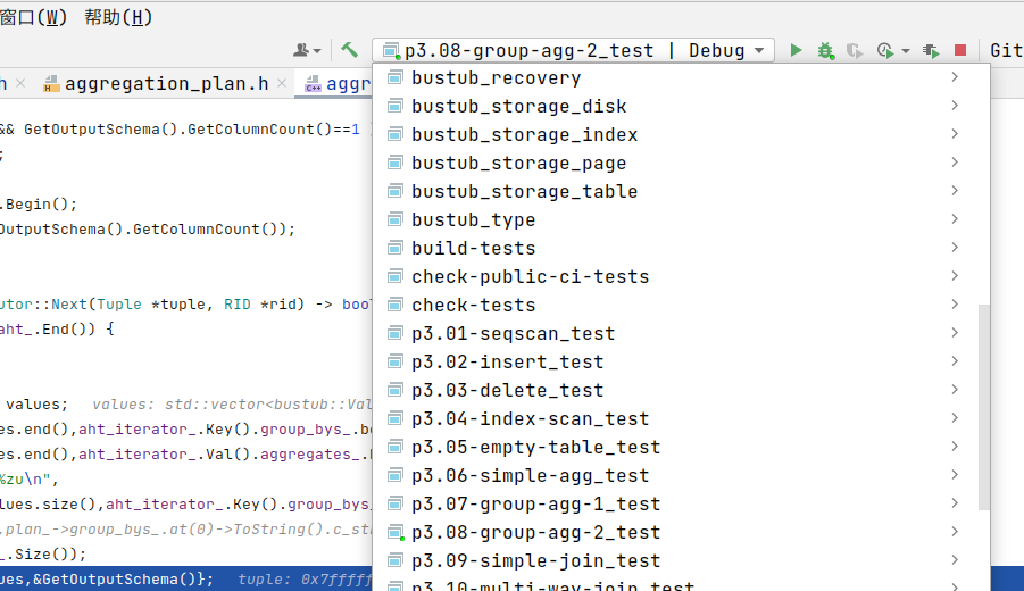 窗口(W) 帮助(H)
p3.08-group-agg-2_test | Debug
Git
h
aggregation_plan.h
aggr
&& GetOutputSchema().GetColumnCount()==1
;
.Begin();
OutputSchema().GetColumnCount());
utor::Next(Tuple *tuple, RID *rid) -> bool
aht_.End()) {
values; values: std::vector<bustub::Val
es.end(),aht_iterator_.Key().group_bys_.b
es.end(),aht_iterator_.Val().aggregates_.
%zu\n",
lues.size(),aht_iterator_.Key().group_bys_
.plan_->group_bys_.at(0)->ToString().c_st
_.Size());
ues,&GetOutputSchema()}; tuple: 0x7fffff
bustub_recovery
bustub_storage_disk
bustub_storage_index
bustub_storage_page
bustub_storage_table
bustub_type
build-tests
check-public-ci-tests
check-tests
p3.01-seqscan_test
p3.02-insert_test
p3.03-delete_test
p3.04-index-scan_test
p3.05-empty-table_test
p3.06-simple-agg_test
p3.07-group-agg-1_test
p3.08-group-agg-2_test
p3.09-simple-join_test
p3.10-multi-way-join_test